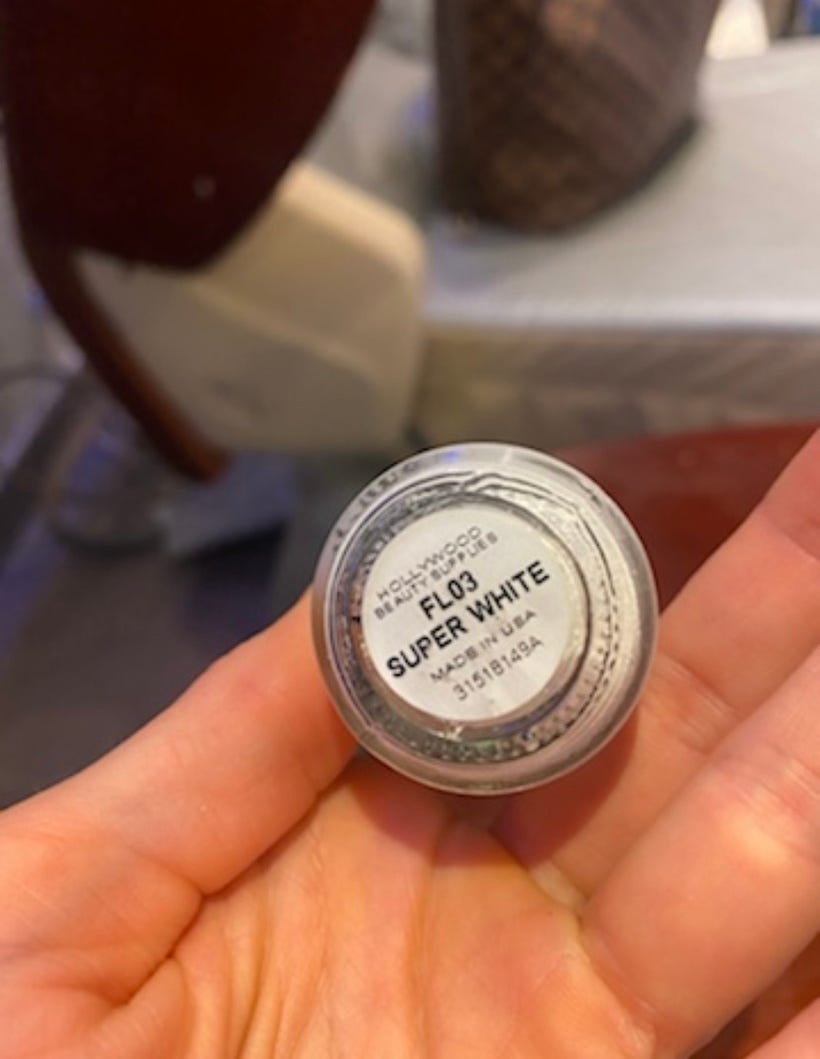 HOLLYWOOD
BEAUTY SUPPLIES
FL03
SUPER WHITE
MADE IN USA
31518149A